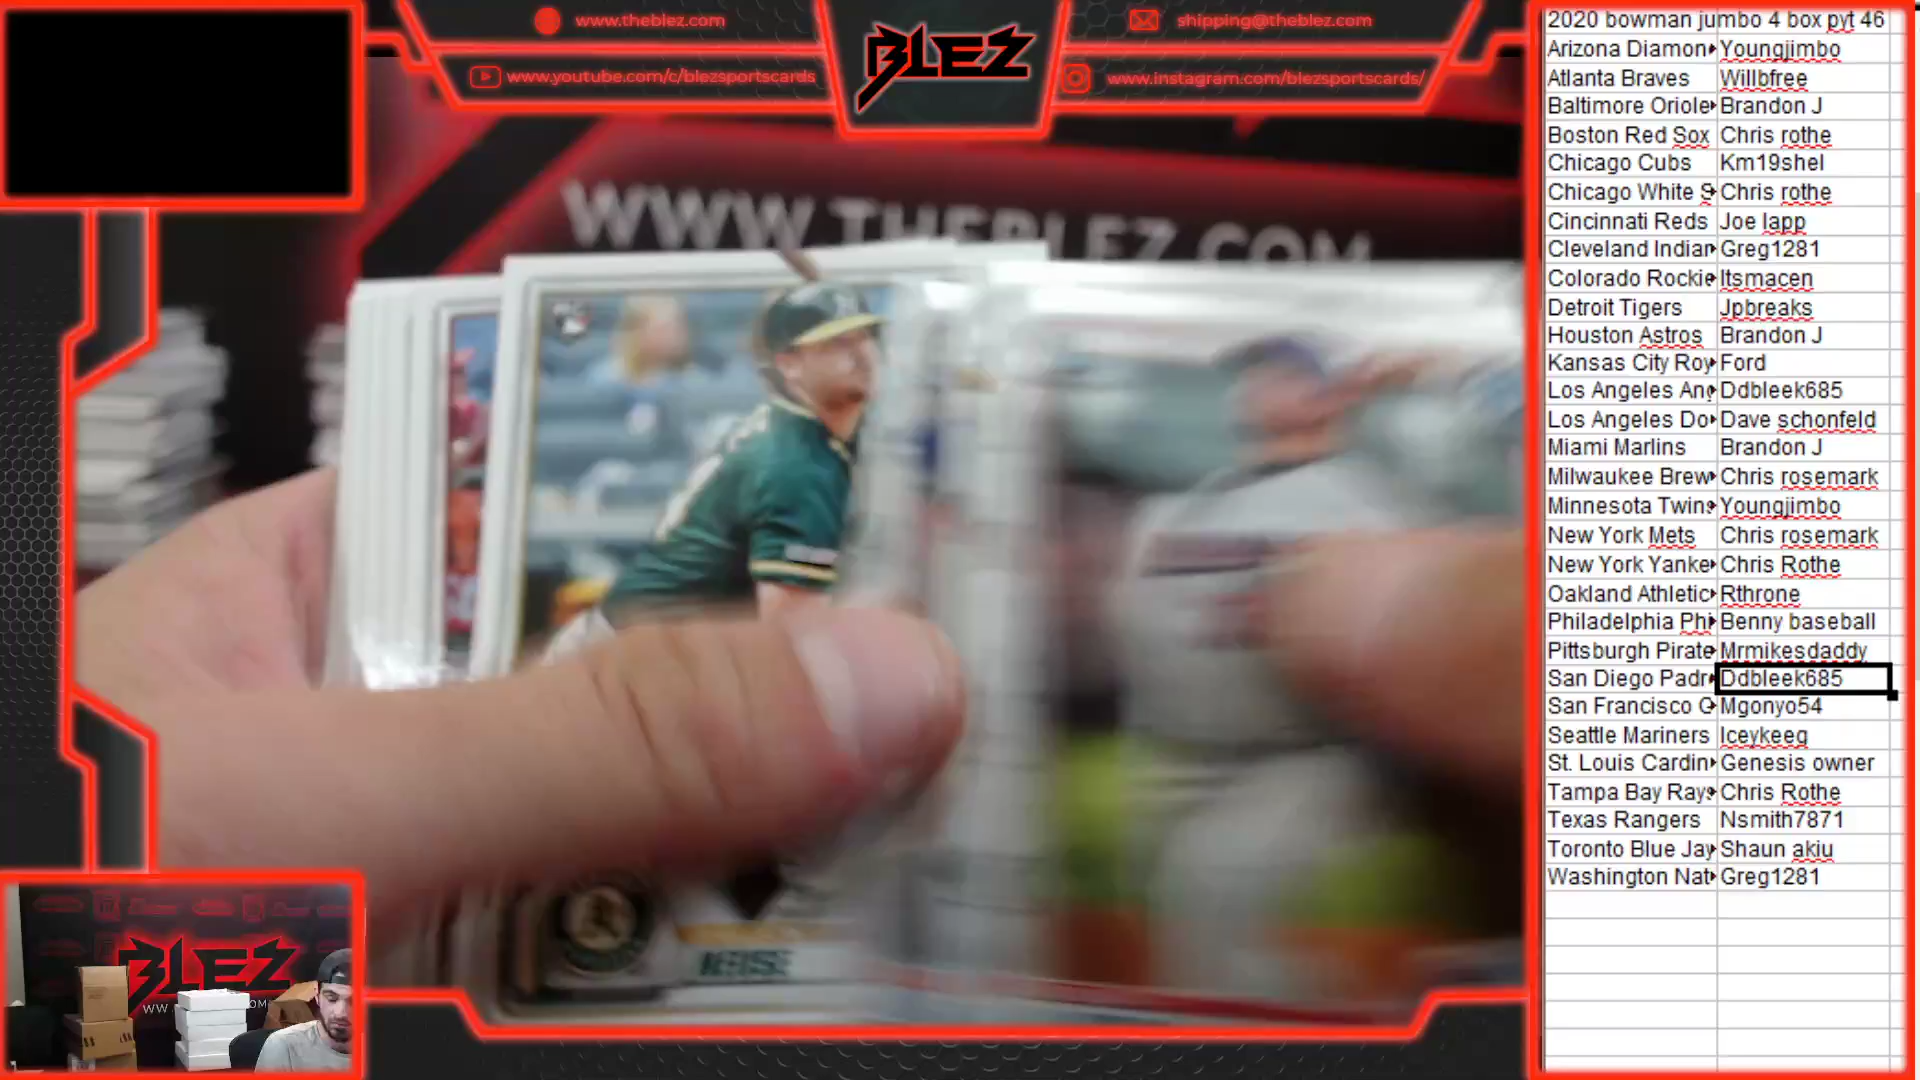 www.theblez.com
shipping@theblez.com
BLEZ
www.youtube.com/c/blezsportscards
www.instagram.com/blezsportscards/
WWW.THEBLEZ.COM
BLEZ
2020 bowman jumbo 4 box pyt 46
Arizona Diamon Youngjimbo
Atlanta Braves Willbfree
Baltimore Oriole Brandon J
Boston Red Sox Chris rothe
Chicago Cubs Km19shel
Chicago White S Chris rothe
Cincinnati Reds Joe lapp
Cleveland Indian Greg1281
Colorado Rockie Itsmacen
Detroit Tigers Jpbreaks
Houston Astros Brandon J
Kansas City Roy Ford
Los Angeles Ang Ddbleek685
Los Angeles Do Dave schonfeld
Miami Marlins Brandon J
Milwaukee Brew Chris rosemark
Minnesota Twins Youngjimbo
New York Mets Chris rosemark
New York Yanke Chris Rothe
Oakland Athletic Rthrone
Philadelphia Phi Benny baseball
Pittsburgh Pirate Mrmikesdaddy
San Diego Padr Ddbleek685
San Francisco G Mgonyo54
Seattle Mariners Iceykeeg
St. Louis Cardin Genesis owner
Tampa Bay Rays Chris Rothe
Texas Rangers Nsmith7871
Toronto Blue Jay Shaun akiu
Washington Nat Greg1281